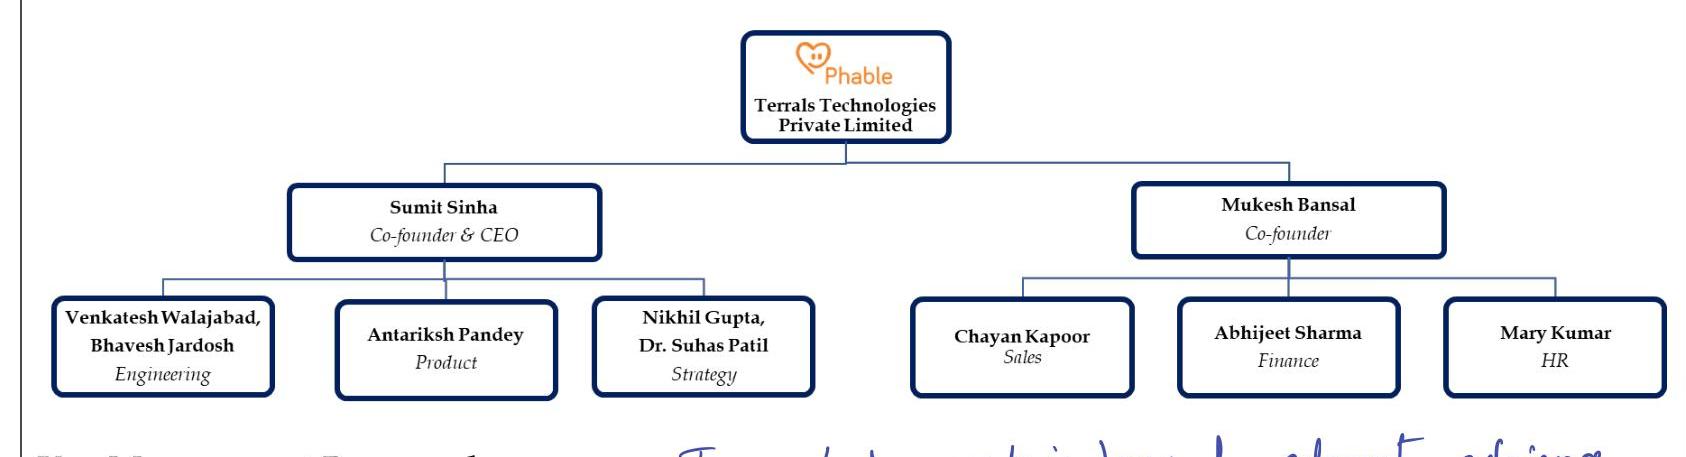 Phable
Terrals Technologies
Private Limited
Sumit Sinha
Co-founder & CEO
Mukesh Bansal
Co-founder
Venkatesh Walajabad,
Bhavesh Jardosh
Engineering
Antariksh Pandey
Product
Nikhil Gupta,
Dr. Suhas Patil
Strategy
Chayan Kapoor
Sales
Abhijeet Sharma
Finance
Mary Kumar
HR